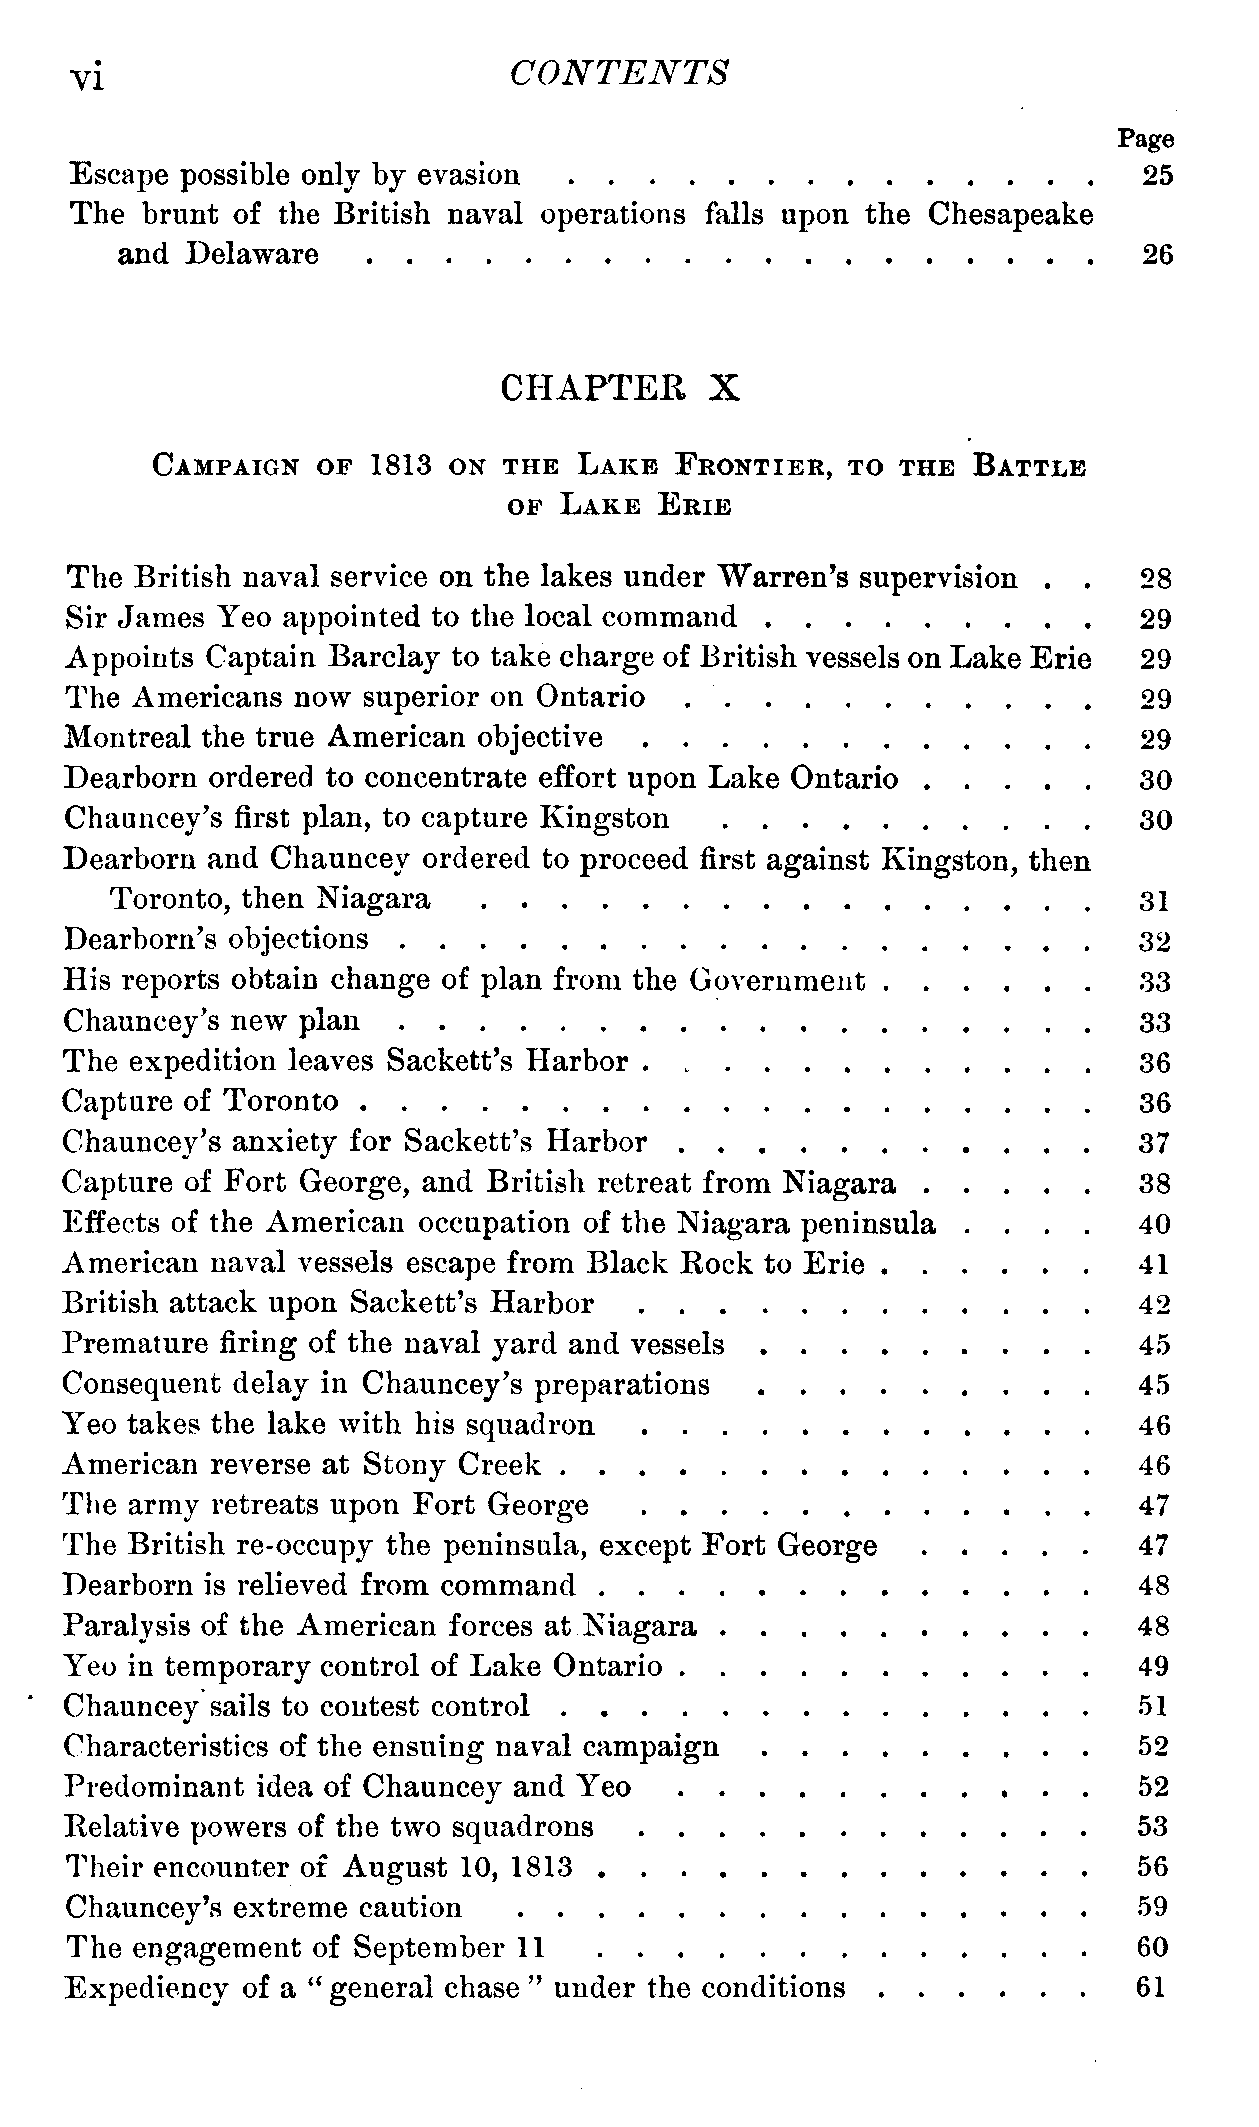 vi CONTENTS
Page
Escape possible only by evasion . . . . . . . . . . . . . . 25
The brunt of the British naval operations falls upon the Chesapeake
and Delaware . . . . . . . . . . . . . . . . . . . 26
CHAPTER X
CAMPAIGN OF 1813 ON THE LAKE FRONTIER, TO THE BATTLE
OF LAKE ERIE
The British naval service on the lakes under Warren's supervision . . 28
Sir James Yeo appointed to the local command . . . . . . . . . 29
Appoints Captain Barclay to take charge of British vessels on Lake Erie 29
The Americans now superior on Ontario . . . . . . . . . . . 29
Montreal the true American objective . . . . . . . . . . . . 29
Dearborn ordered to concentrate effort upon Lake Ontario . . . . . 30
Chauncey's first plan, to capture Kingston . . . . . . . . . . 30
Dearborn and Chauncey ordered to proceed first against Kingston, then
Toronto, then Niagara . . . . . . . . . . . . . . . . 31
Dearborn's objections . . . . . . . . . . . . . . . . . . 32
His reports obtain change of plan from the Government . . . . . . 33
Chauncey's new plan . . . . . . . . . . . . . . . . . . 33
The expedition leaves Sackett's Harbor . . . . . . . . . . . . 36
Capture of Toronto . . . . . . . . . . . . . . . . . . . 36
Chauncey's anxiety for Sackett's Harbor . . . . . . . . . . . 37
Capture of Fort George, and British retreat from Niagara . . . . . 38
Effects of the American occupation of the Niagara peninsula . . . . 40
American naval vessels escape from Black Rock to Erie . . . . . . 41
British attack upon Sackett's Harbor . . . . . . . . . . . . 42
Premature firing of the naval yard and vessels . . . . . . . . . 45
Consequent delay in Chauncey's preparations . . . . . . . . . 45
Yeo takes the lake with his squadron . . . . . . . . . . . . 46
American reverse at Stony Creek . . . . . . . . . . . . . . 46
The army retreats upon Fort George . . . . . . . . . . . . 47
The British re-occupy the peninsula, except Fort George . . . . . 47
Dearborn is relieved from command . . . . . . . . . . . . . 48
Paralysis of the American forces at Niagara . . . . . . . . . . 48
Yeo in temporary control of Lake Ontario . . . . . . . . . . . 49
Chauncey sails to contest control . . . . . . . . . . . . . . 51
Characteristics of the ensuing naval campaign . . . . . . . . . 52
Predominant idea of Chauncey and Yeo . . . . . . . . . . . 52
Relative powers of the two squadrons . . . . . . . . . . . . 53
Their encounter of August 10, 1813 . . . . . . . . . . . . . 56
Chauncey's extreme caution . . . . . . . . . . . . . . . 59
The engagement of September 11 . . . . . . . . . . . . . 60
Expediency of a "general chase" under the conditions . . . . . . 61